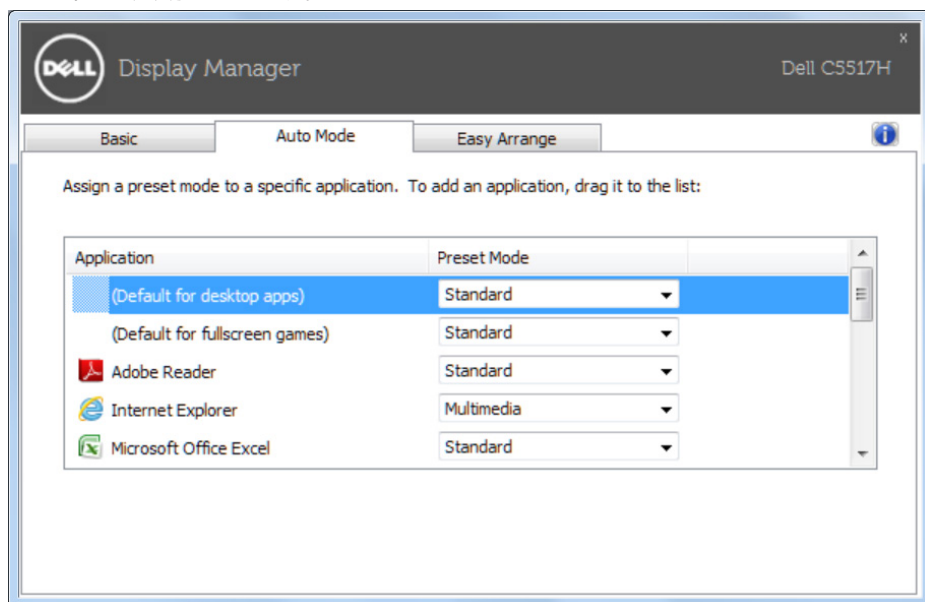 x
DELL Display Manager Dell C5517H
Basic Auto Mode Easy Arrange
Assign a preset mode to a specific application. To add an application, drag it to the list:
Application Preset Mode
(Default for desktop apps) Standard
(Default for fullscreen games) Standard
Adobe Reader Standard
Internet Explorer Multimedia
Microsoft Office Excel Standard